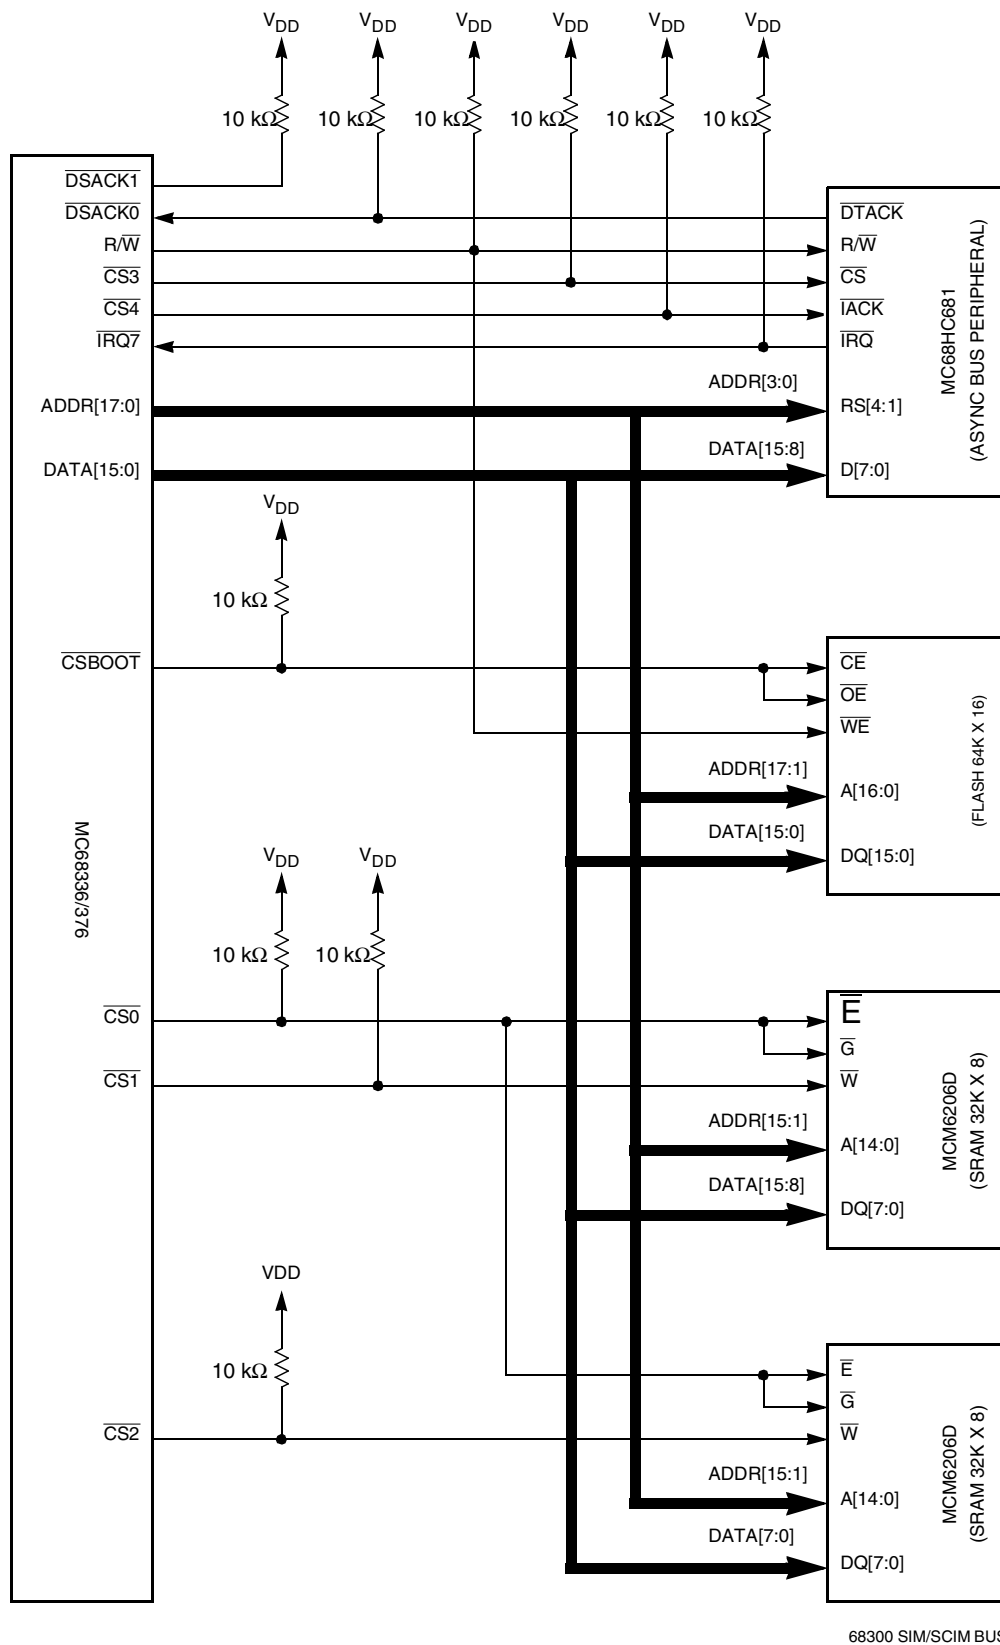 VDD VDD VDD VDD VDD VDD
10 kΩ 10 kΩ 10 kΩ 10 kΩ 10 kΩ 10 kΩ
DSACK1
DSACK0 DTACK
R/W R/W
CS3 CS
CS4 IACK
IRQ7 IRQ
ADDR[3:0]
ADDR[17:0] RS[4:1]
DATA[15:8]
DATA[15:0] D[7:0]
MC68HC681
(ASYNC BUS PERIPHERAL)
VDD
10 kΩ
CSBOOT CE
OE
WE
ADDR[17:1]
A[16:0]
DATA[15:0]
DQ[15:0]
(FLASH 64K X 16)
MC68336/376
VDD VDD
10 kΩ 10 kΩ
CS0 E
G
CS1 W
ADDR[15:1]
A[14:0]
DATA[15:8]
DQ[7:0]
MCM6206D
(SRAM 32K X 8)
VDD
10 kΩ
E
G
CS2 W
ADDR[15:1]
A[14:0]
DATA[7:0]
DQ[7:0]
MCM6206D
(SRAM 32K X 8)
68300 SIM/SCIM BUS